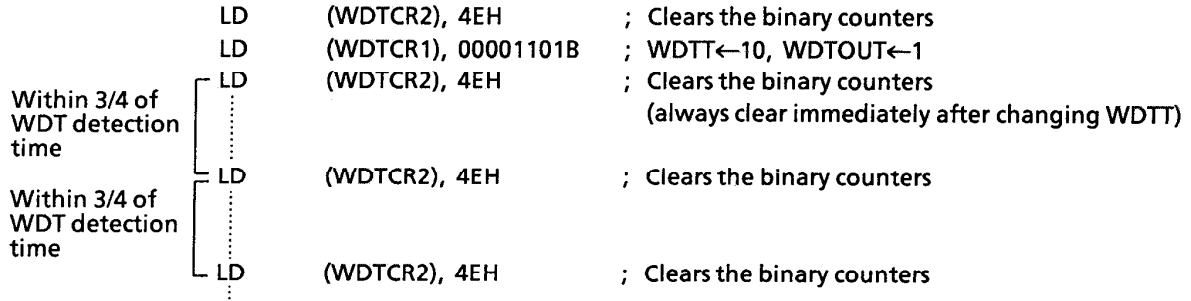 LD (WDTCR2), 4EH ; Clears the binary counters
LD (WDTCR1), 00001101B ; WDTT←10, WDTOUT←1
LD (WDTCR2), 4EH ; Clears the binary counters
(always clear immediately after changing WDTT)
Within 3/4 of
WDT detection
time
LD (WDTCR2), 4EH ; Clears the binary counters
Within 3/4 of
WDT detection
time
LD (WDTCR2), 4EH ; Clears the binary counters